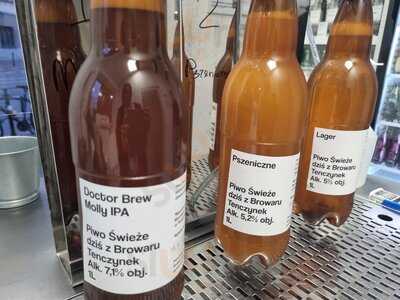 Doctor Brew
Molly IPA
Piwo Świeże
dziś z Browaru
Tenczynek
Alk. 7,1% obj.
1L
Pszeniczne
Piwo Świeże
dziś z Browaru
Tenczynek
Alk. 5,2% obj.
1L
Lager
Piwo Świeże
dziś z Browaru
Tenczynek
Alk. 5% obj.
1L
2